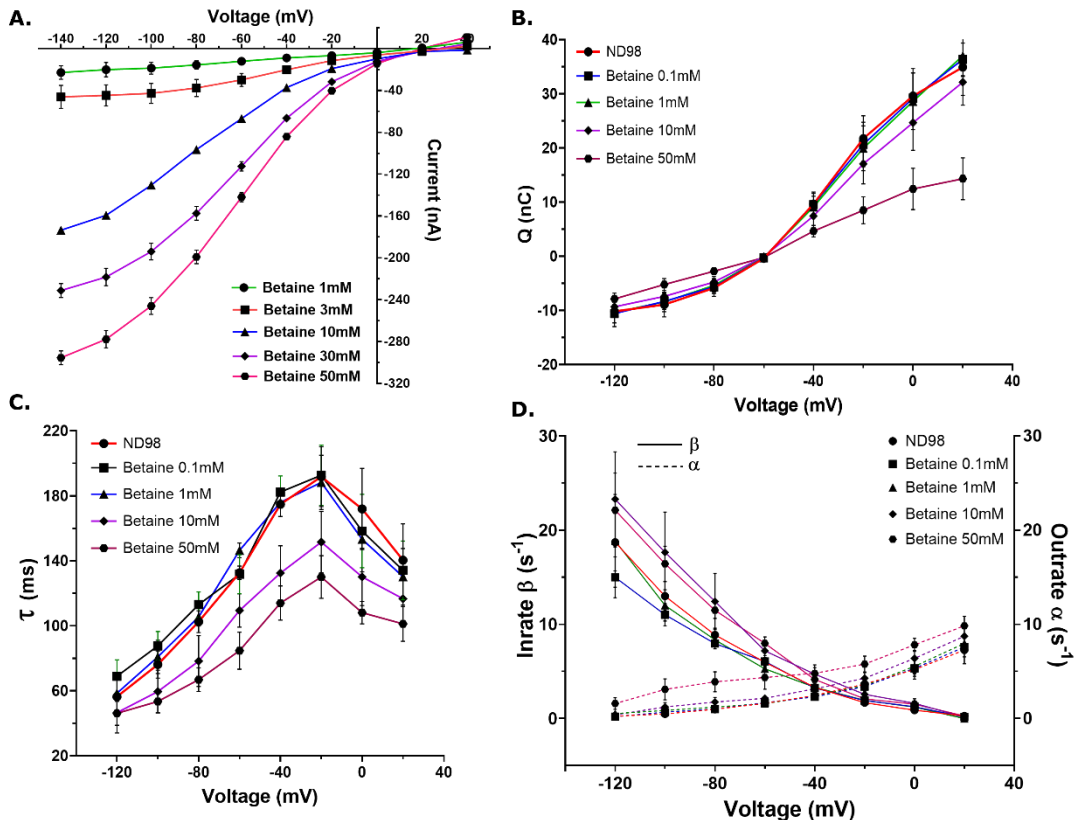 A.
Voltage (mV)
-140 -120 -100 -80 -60 -40 -20 0 20
-40
-80
-120
-160
-200
-240
-280
-320
Current (nA)
Betaine 1mM
Betaine 3mM
Betaine 10mM
Betaine 30mM
Betaine 50mM
B.
40
30
20
10
0
-10
-20
Q (nC)
ND98
Betaine 0.1mM
Betaine 1mM
Betaine 10mM
Betaine 50mM
-120 -80 -40 0 40
Voltage (mV)
C.
220
180
140
100
60
20
τ (ms)
ND98
Betaine 0.1mM
Betaine 1mM
Betaine 10mM
Betaine 50mM
-120 -80 -40 0 40
Voltage (mV)
D.
30
20
10
0
Inrate β (s⁻¹)
β
α
ND98
Betaine 0.1mM
Betaine 1mM
Betaine 10mM
Betaine 50mM
30
20
10
0
Outrate α (s⁻¹)
-120 -80 -40 0 40
Voltage (mV)